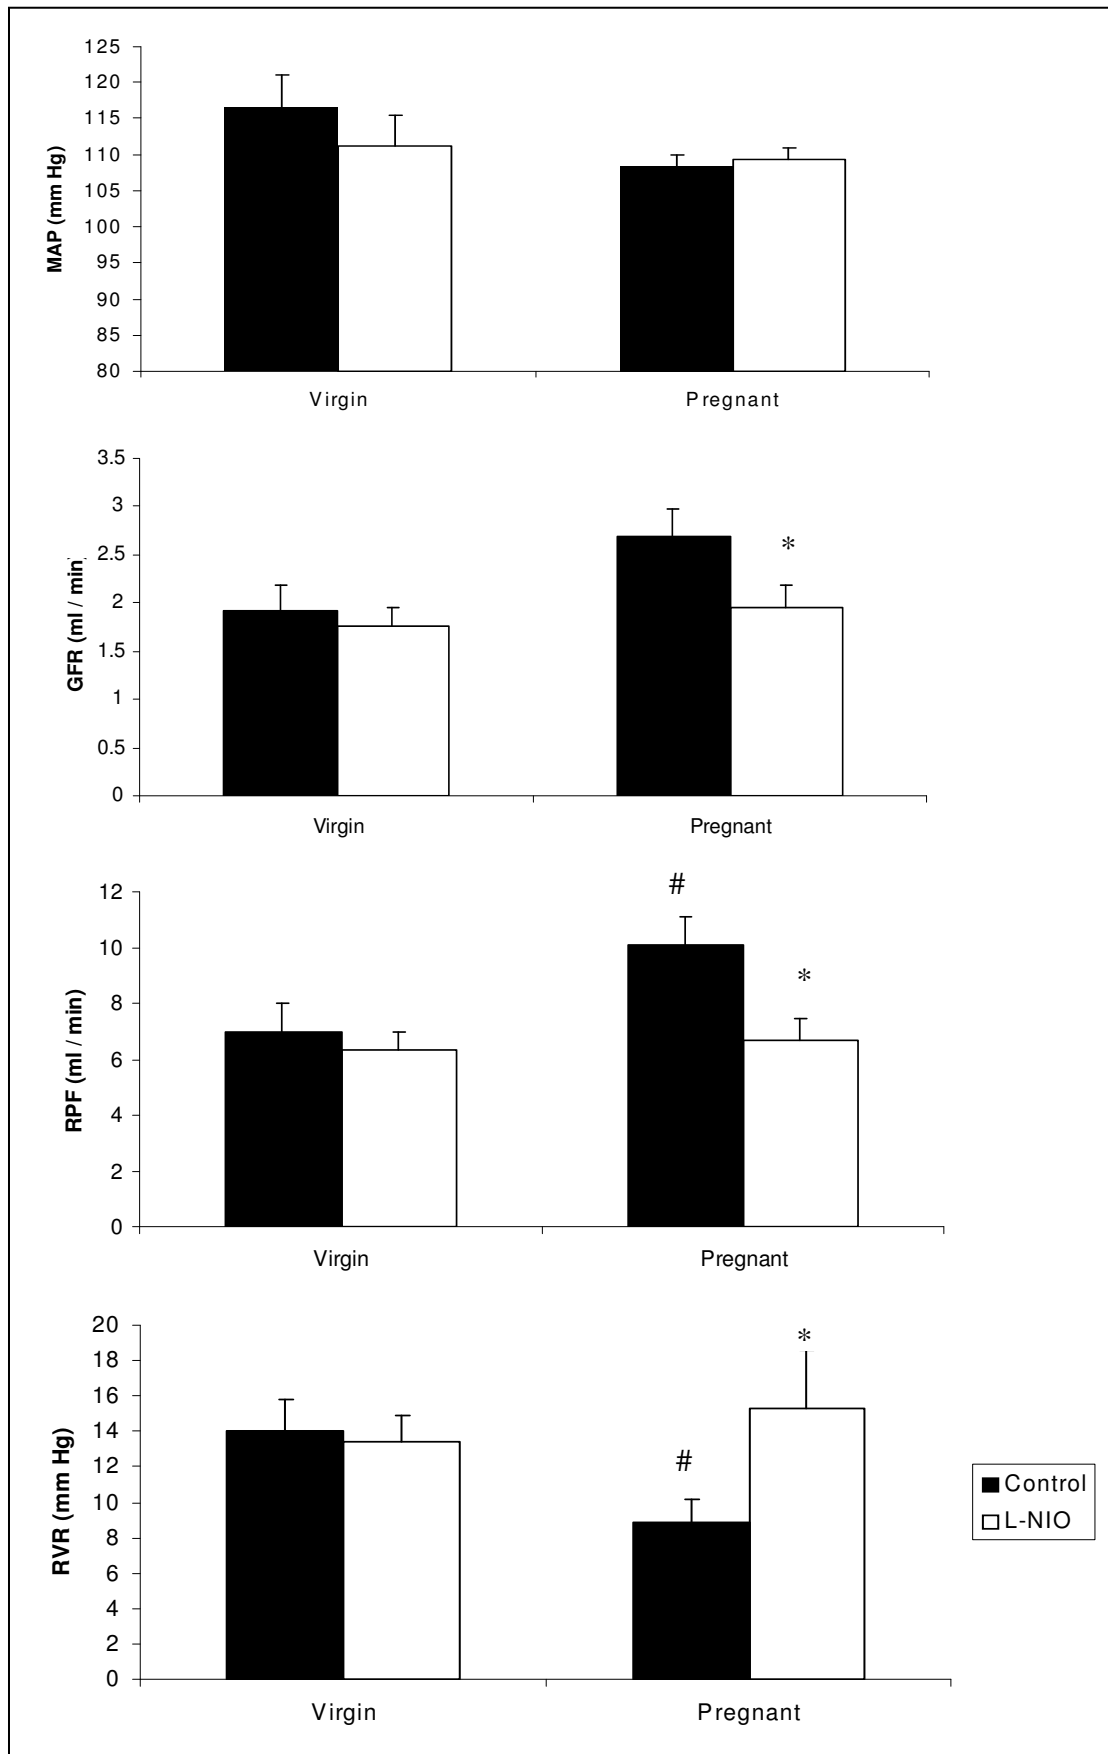 125
120
115
110
105
100
95
90
85
80
MAP (mm Hg)
Virgin
Pregnant
3.5
3
2.5
2
1.5
1
0.5
0
GFR (ml / min)
*
Virgin
Pregnant
12
10
8
6
4
2
0
RPF (ml / min)
#
*
Virgin
Pregnant
20
18
16
14
12
10
8
6
4
2
0
RVR (mm Hg)
#
*
Virgin
Pregnant
Control
L-NIO